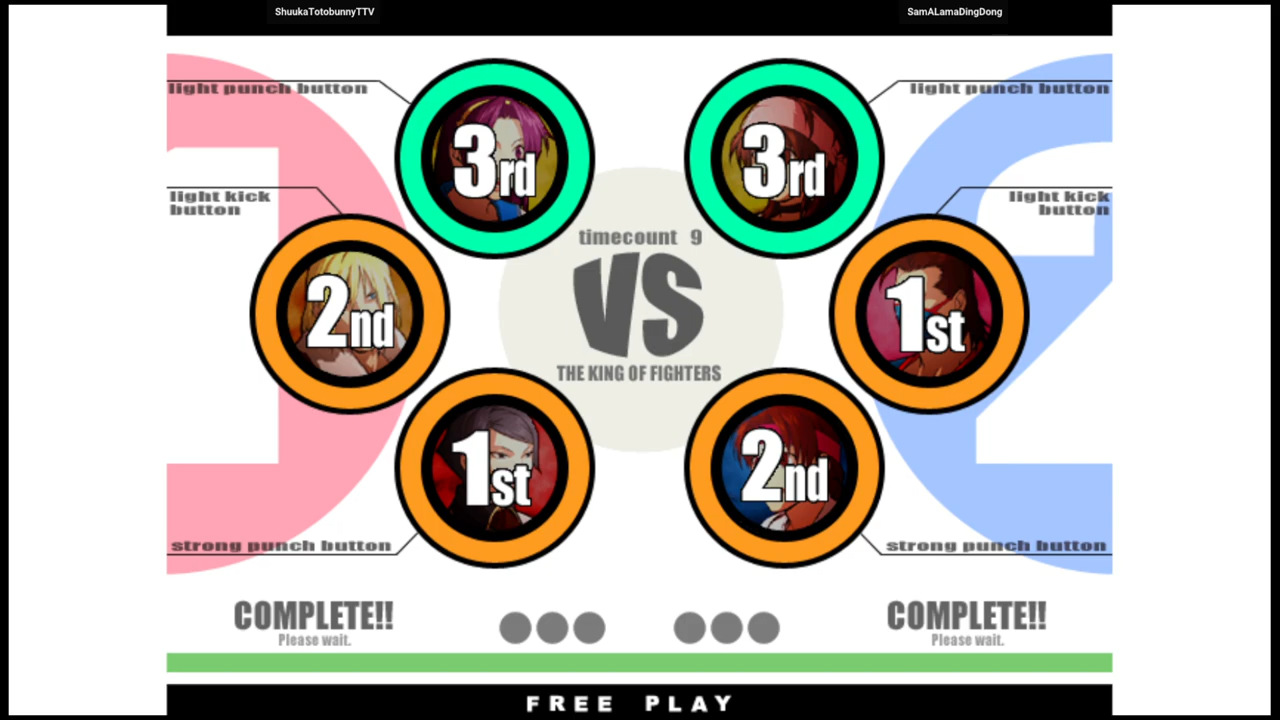 ShuukaTotobunnyTTV
SamALamaDingDong
light punch button
light punch button
3rd
3rd
light kick
button
light kick
button
timecount 9
VS
THE KING OF FIGHTERS
2nd
1st
1st
2nd
strong punch button
strong punch button
COMPLETE!!
Please wait.
COMPLETE!!
Please wait.
FREE PLAY
1
2